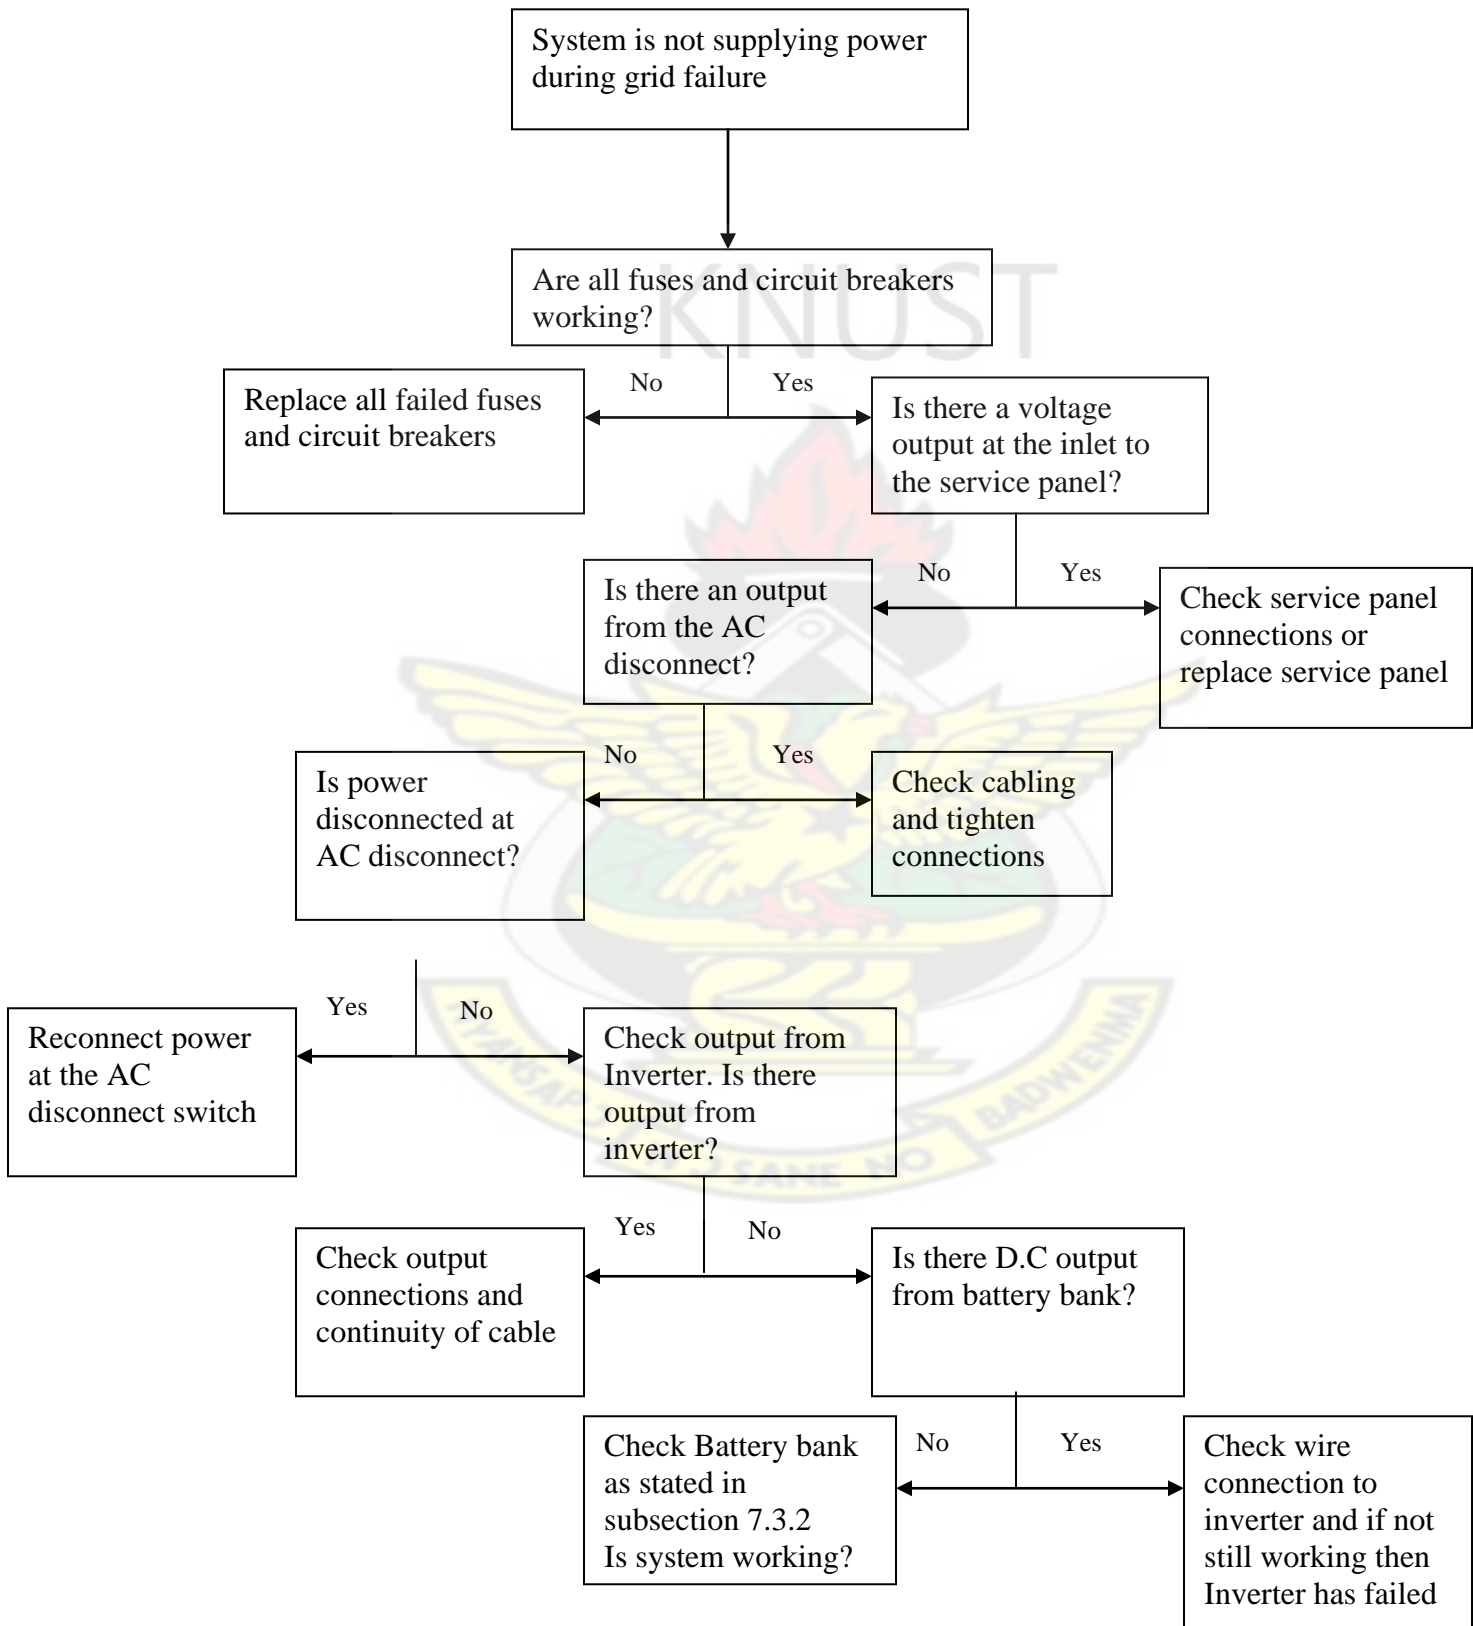 System is not supplying power
during grid failure
KNUST
Are all fuses and circuit breakers
working?
No
Yes
Replace all failed fuses
and circuit breakers
Is there a voltage
output at the inlet to
the service panel?
No
Yes
Is there an output
from the AC
disconnect?
Check service panel
connections or
replace service panel
No
Yes
Is power
disconnected at
AC disconnect?
Check cabling
and tighten
connections
Yes
No
Reconnect power
at the AC
disconnect switch
Check output from
Inverter. Is there
output from
inverter?
SANE NO
BADWENMA
Yes
No
Check output
connections and
continuity of cable
Is there D.C output
from battery bank?
No
Yes
Check Battery bank
as stated in
subsection 7.3.2
Is system working?
Check wire
connection to
inverter and if not
still working then
Inverter has failed